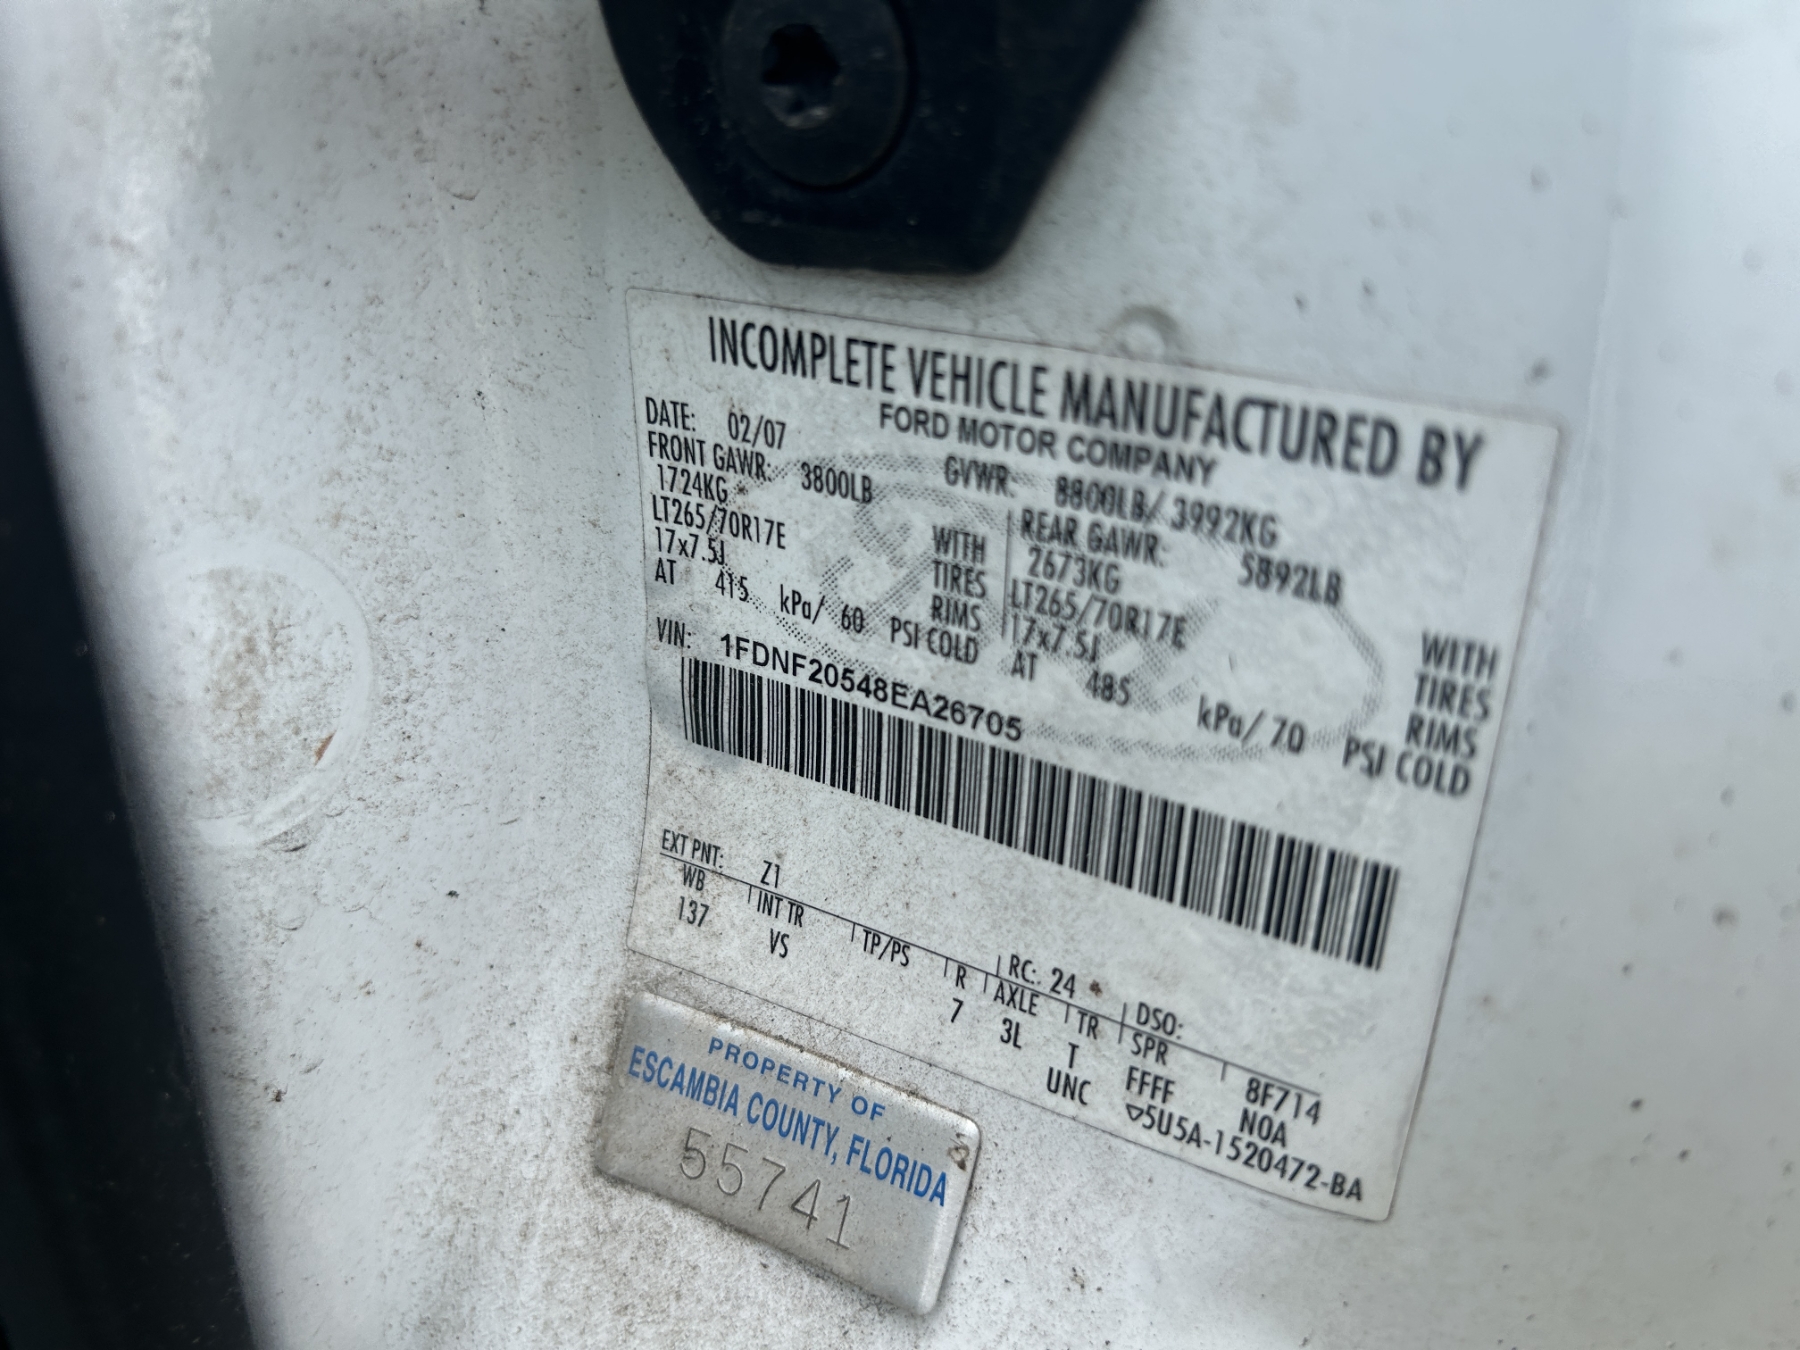 INCOMPLETE VEHICLE MANUFACTURED BY
FORD MOTOR COMPANY
DATE: 02/07 GVWR: 8800LB/ 3992KG
FRONT GAWR: 3800LB REAR GAWR: 5892LB
1724KG WITH 2673KG WITH
LT265/70R17E TIRES LT265/70R17E TIRES
17x7.5J RIMS 17x7.5J RIMS
AT 415 kPa/ 60 PSI COLD AT 485 kPa/ 70 PSI COLD
VIN: 1FDNF20548EA26705
EXT PNT: Z1 RC: 24 DSO:
WB INT TR TP/PS R AXLE TR SPR 8F714
137 VS 7 3L T FFFF NOA
UNC ▽5U5A-1520472-BA
PROPERTY OF
ESCAMBIA COUNTY, FLORIDA
55741